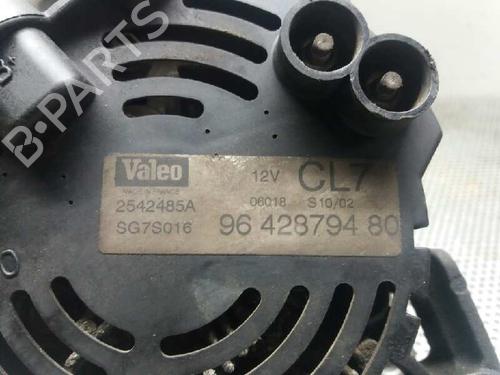 B-PARTS
Valeo 12V CL7
MADE IN FRANCE
2542485A 06018 S10/02
SG7S016 96 428794 80